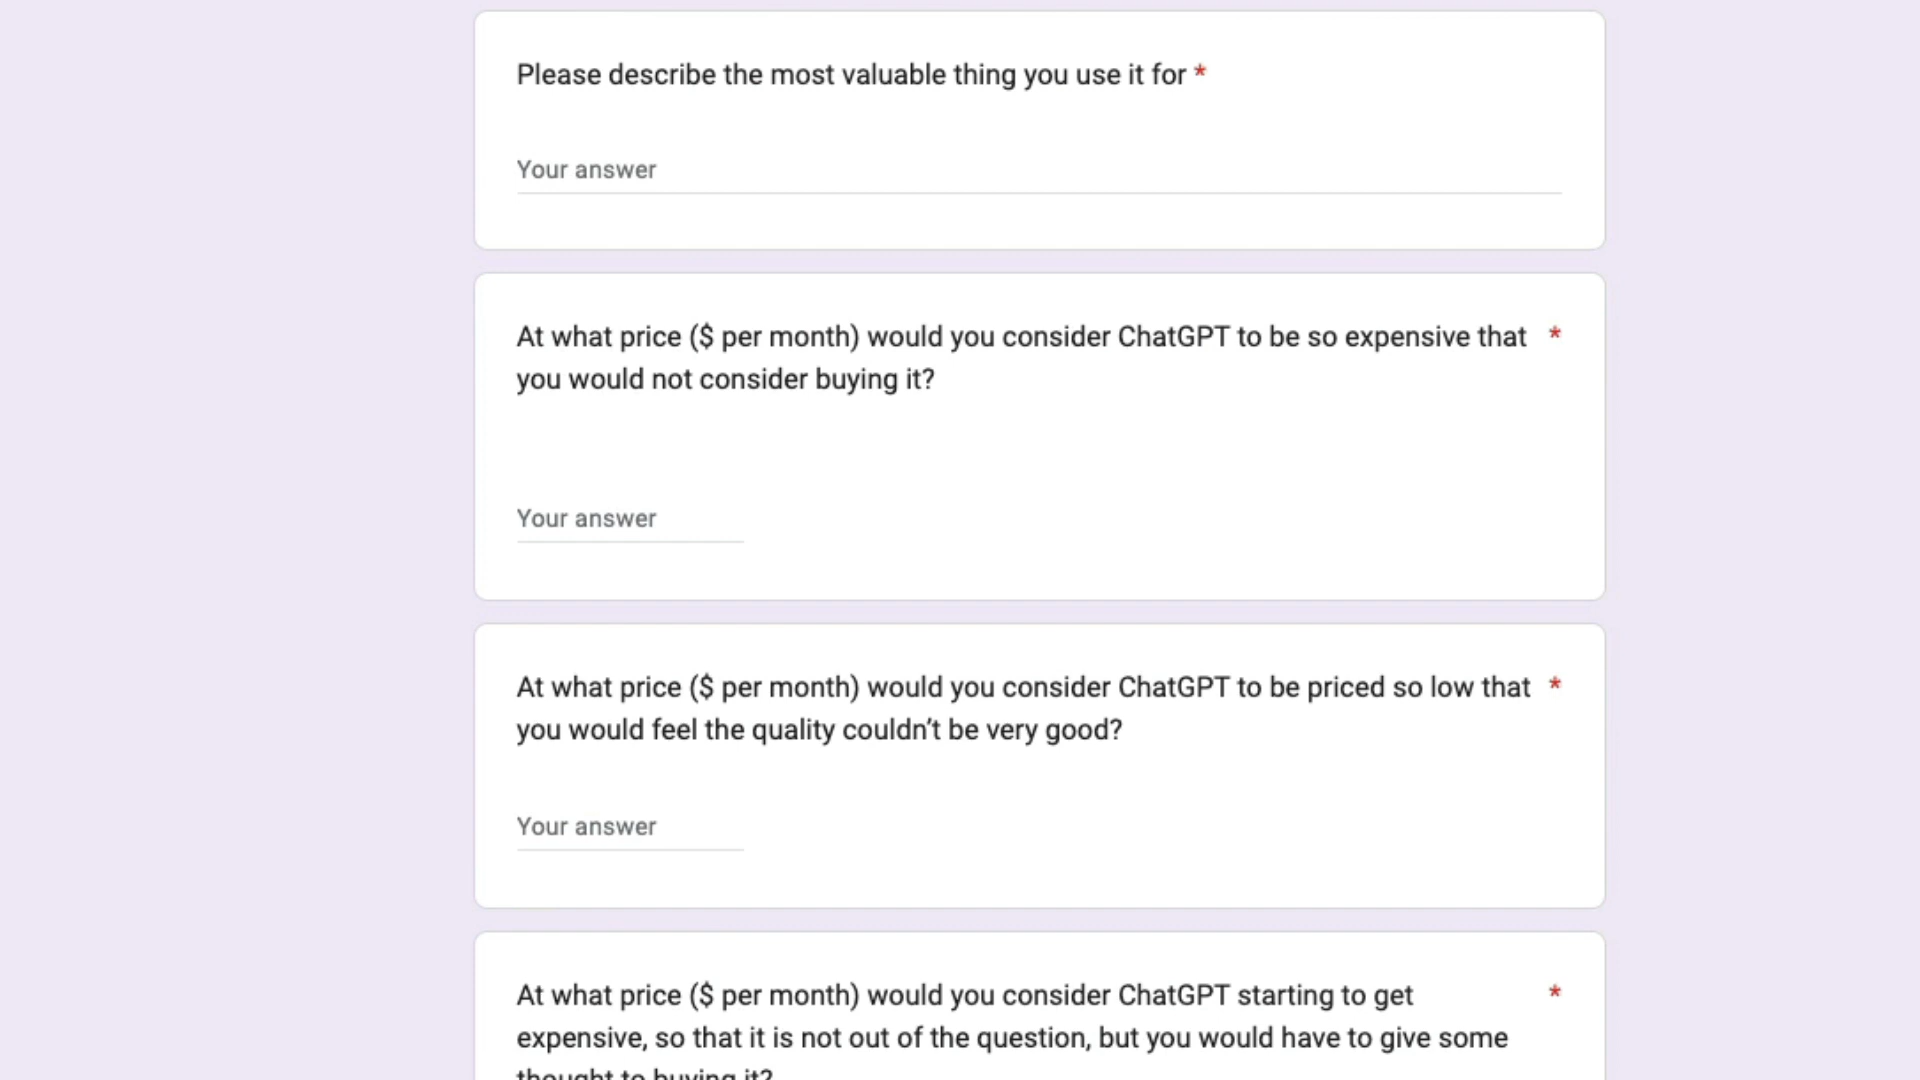 Please describe the most valuable thing you use it for *
Your answer
At what price ($ per month) would you consider ChatGPT to be so expensive that *
you would not consider buying it?
Your answer
At what price ($ per month) would you consider ChatGPT to be priced so low that *
you would feel the quality couldn’t be very good?
Your answer
At what price ($ per month) would you consider ChatGPT starting to get *
expensive, so that it is not out of the question, but you would have to give some
thought to buying it?